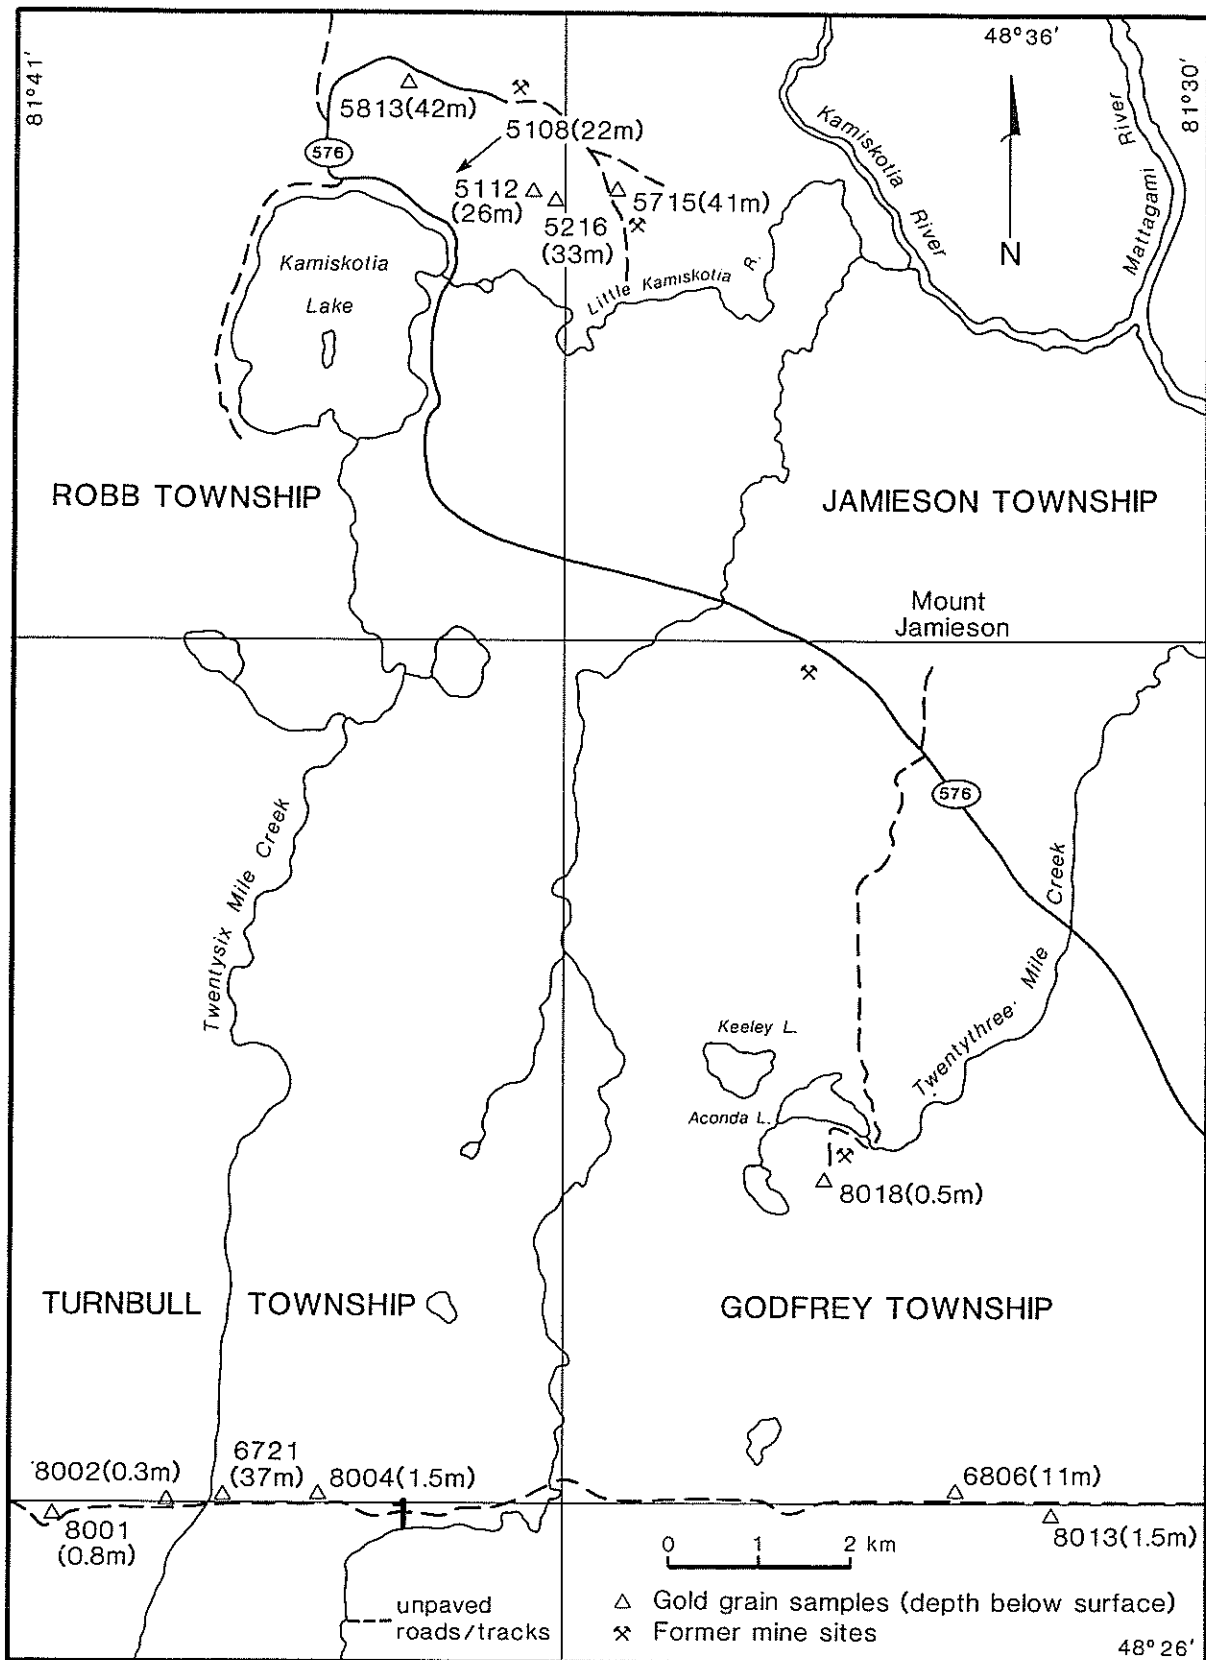 81°41'
48°36'
81°30'
5813(42m)
5108(22m)
576
5112
(26m)
5216
(33m)
5715(41m)
Kamiskotia
River
Mattagami
River
N
Kamiskotia
Lake
Little Kamiskotia R.
ROBB TOWNSHIP
JAMIESON TOWNSHIP
Mount
Jamieson
576
Twentysix Mile Creek
Twentythree Mile Creek
Keeley L.
Aconda L.
8018(0.5m)
TURNBULL TOWNSHIP
GODFREY TOWNSHIP
8002(0.3m)
6721
(37m)
8004(1.5m)
6806(11m)
8001
(0.8m)
8013(1.5m)
0 1 2 km
unpaved
roads/tracks
Gold grain samples (depth below surface)
Former mine sites
48°26'